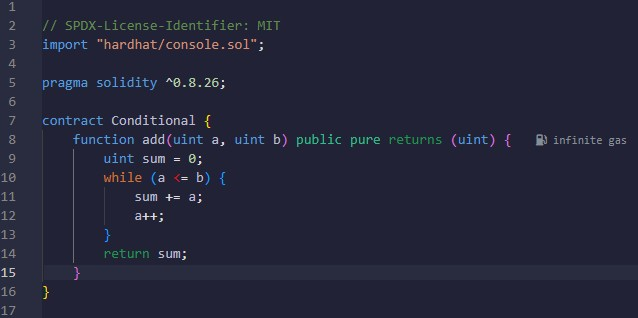 1
2 // SPDX-License-Identifier: MIT
3 import "hardhat/console.sol";
4
5 pragma solidity ^0.8.26;
6
7 contract Conditional {
8 function add(uint a, uint b) public pure returns (uint) { infinite gas
9 uint sum = 0;
10 while (a <= b) {
11 sum += a;
12 a++;
13 }
14 return sum;
15 }
16 }
17